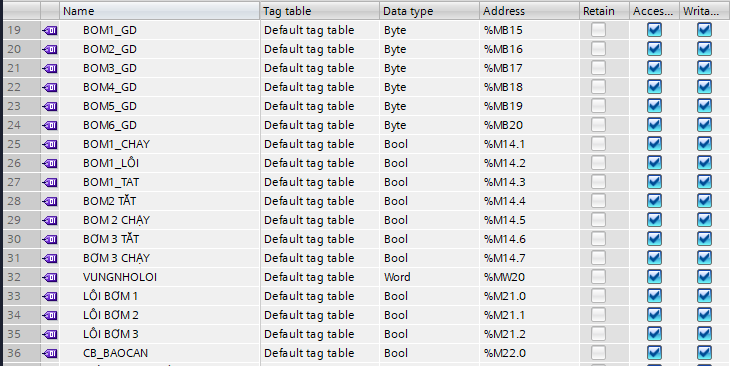 Name Tag table Data type Address Retain Acces... Writa...
19 BOM1_GD Default tag table Byte %MB15
20 BOM2_GD Default tag table Byte %MB16
21 BOM3_GD Default tag table Byte %MB17
22 BOM4_GD Default tag table Byte %MB18
23 BOM5_GD Default tag table Byte %MB19
24 BOM6_GD Default tag table Byte %MB20
25 BOM1_CHAY Default tag table Bool %M14.1
26 BOM1_LỖI Default tag table Bool %M14.2
27 BOM1_TAT Default tag table Bool %M14.3
28 BOM2 TẮT Default tag table Bool %M14.4
29 BOM 2 CHẠY Default tag table Bool %M14.5
30 BƠM 3 TẮT Default tag table Bool %M14.6
31 BƠM 3 CHẠY Default tag table Bool %M14.7
32 VUNGNHOLOI Default tag table Word %MW20
33 LỖI BƠM 1 Default tag table Bool %M21.0
34 LỖI BƠM 2 Default tag table Bool %M21.1
35 LỖI BƠM 3 Default tag table Bool %M21.2
36 CB_BAOCAN Default tag table Bool %M22.0